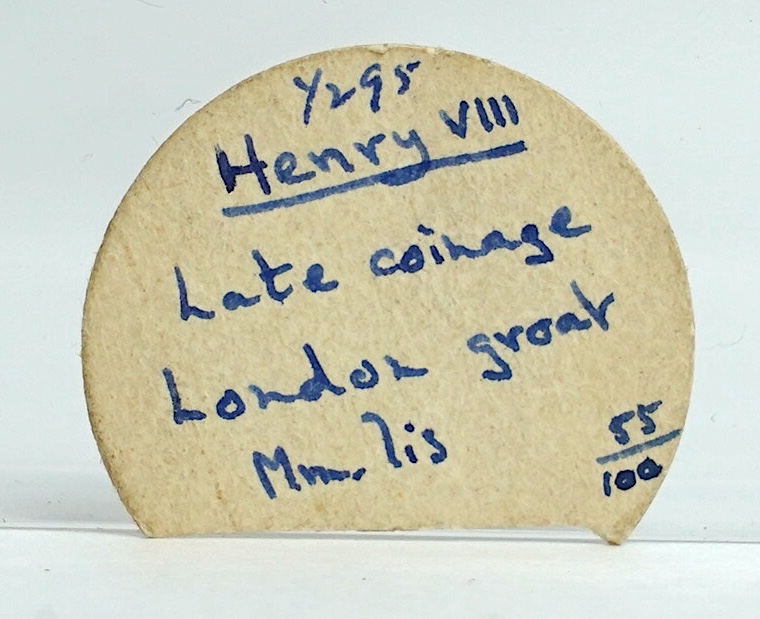 Y295
Henry VIII
Late coinage
London groat
Mm. lis
55
100